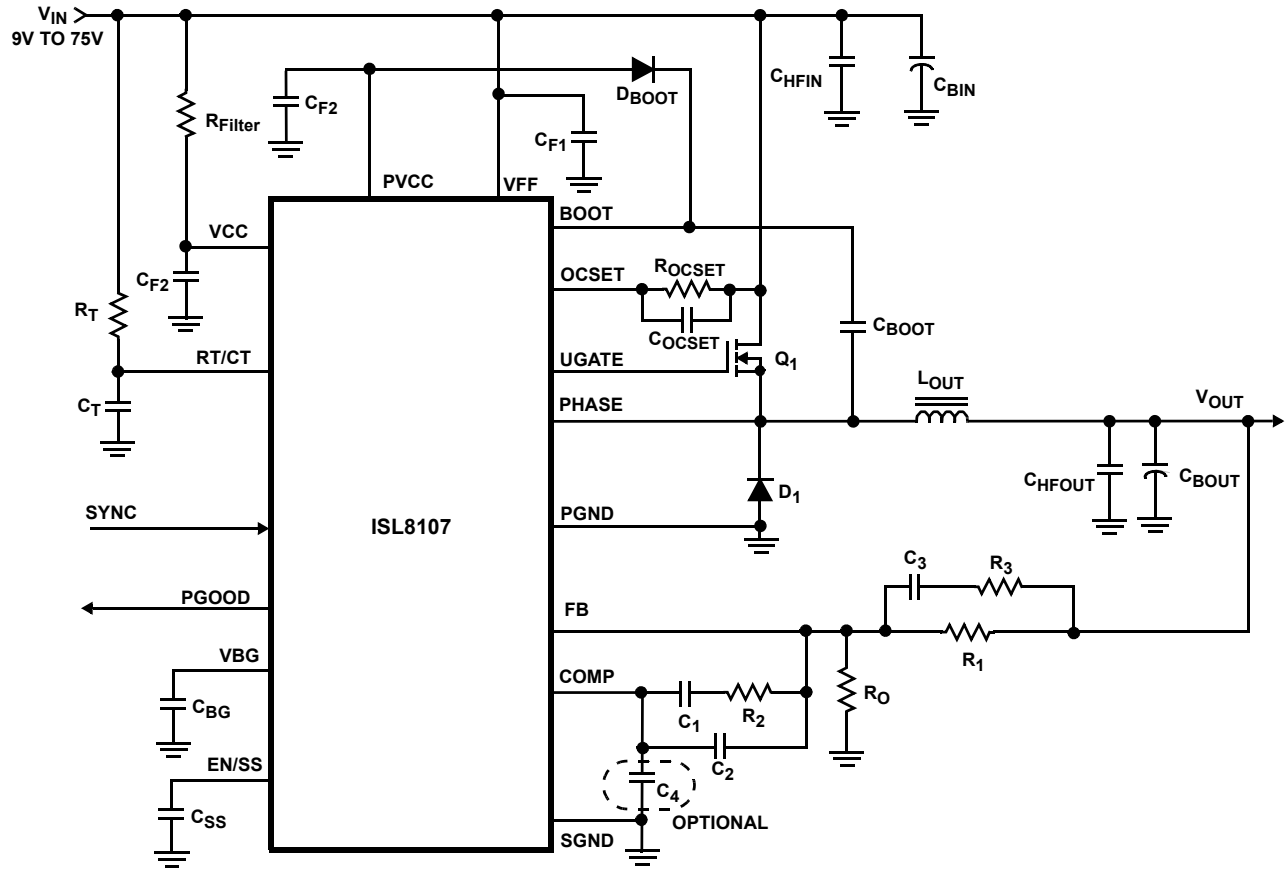 VIN
9V TO 75V
CHFIN
CBIN
CF2
DBOOT
RFilter
CF1
PVCC
VFF
BOOT
VCC
OCSET
ROCSET
CF2
COCSET
CBOOT
RT
RT/CT
UGATE
Q1
LOUT
CT
PHASE
VOUT
CHFOUT
CBOUT
D1
SYNC
ISL8107
PGND
C3
R3
PGOOD
FB
R1
VBG
COMP
CBG
C1
R2
RO
C2
EN/SS
C4
CSS
OPTIONAL
SGND